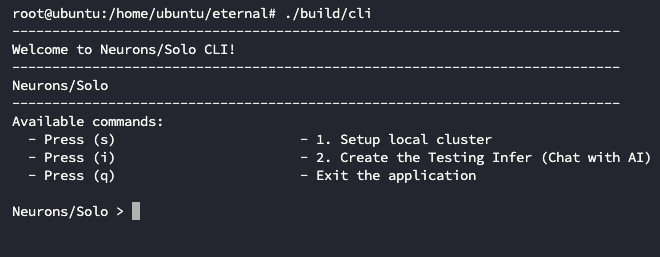 root@ubuntu:/home/ubuntu/eternal# ./build/cli
----------------------------------------------------------------------------
Welcome to Neurons/Solo CLI!
----------------------------------------------------------------------------
Neurons/Solo
----------------------------------------------------------------------------
Available commands:
  - Press (s)                       - 1. Setup local cluster
  - Press (i)                       - 2. Create the Testing Infer (Chat with AI)
  - Press (q)                       - Exit the application
Neurons/Solo >